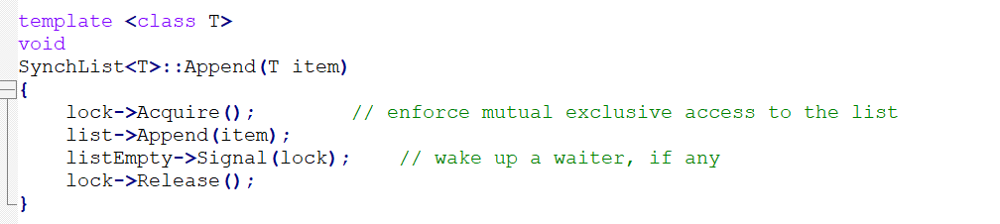 template <class T>
void
SynchList<T>::Append(T item)
{
    lock->Acquire();        // enforce mutual exclusive access to the list
    list->Append(item);
    listEmpty->Signal(lock);    // wake up a waiter, if any
    lock->Release();
}